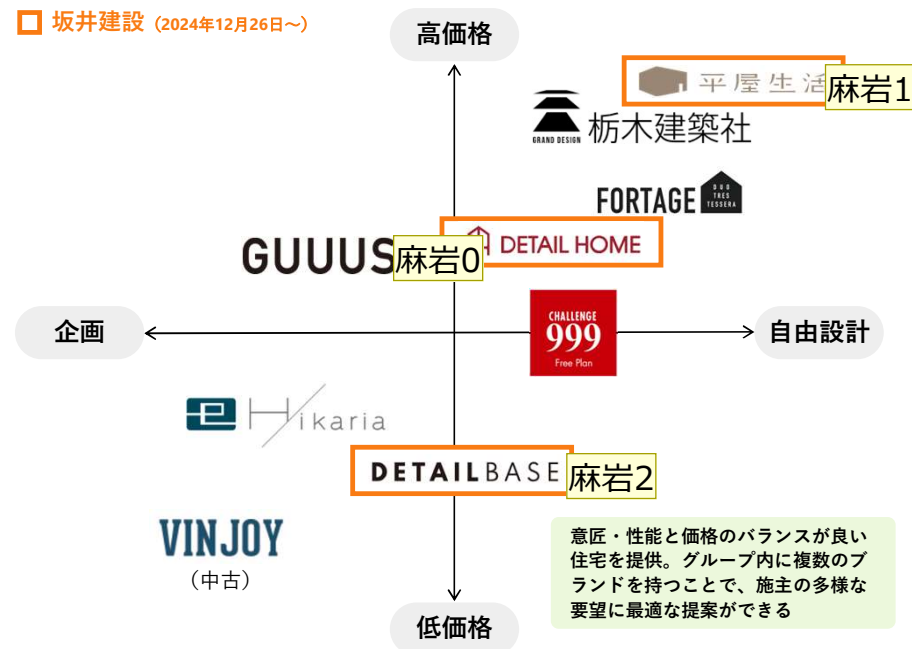 坂井建設（2024年12月26日～）
高価格
平屋生活
麻岩1
GRAND DESIGN
栃木建築社
FORTAGE
DUO
TRES
TESSERA
GUUUS
麻岩0
DETAIL HOME
企画
CHALLENGE
999
Free Plan
自由設計
e
Hikaria
DETAILBASE
麻岩2
VINJOY
（中古）
意匠・性能と価格のバランスが良い
住宅を提供。グループ内に複数のブ
ランドを持つことで、施主の多様な
要望に最適な提案ができる
低価格